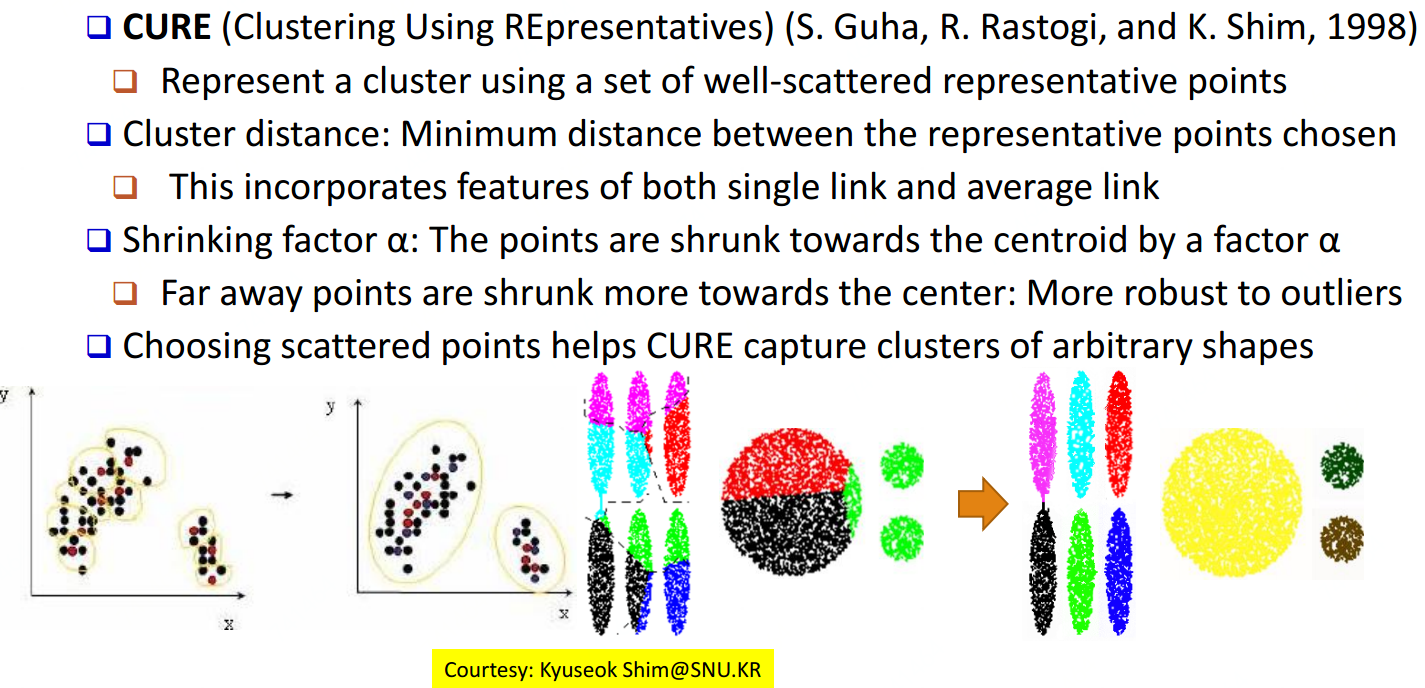 CURE (Clustering Using REpresentatives) (S. Guha, R. Rastogi, and K. Shim, 1998)
Represent a cluster using a set of well-scattered representative points
Cluster distance: Minimum distance between the representative points chosen
This incorporates features of both single link and average link
Shrinking factor α: The points are shrunk towards the centroid by a factor α
Far away points are shrunk more towards the center: More robust to outliers
Choosing scattered points helps CURE capture clusters of arbitrary shapes
y
x
y
x
Courtesy: Kyuseok Shim@SNU.KR